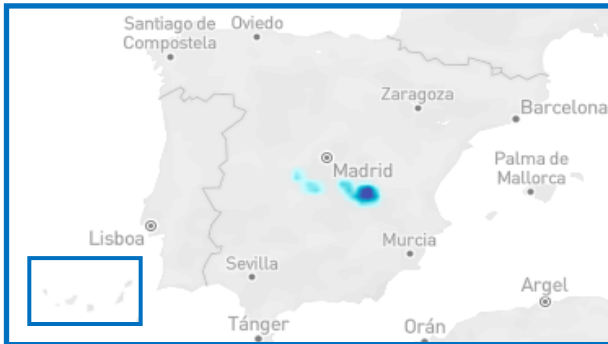 Santiago de
Compostela
Oviedo
Zaragoza
Barcelona
Madrid
Palma de
Mallorca
Lisboa
Murcia
Sevilla
Argel
Tánger
Orán